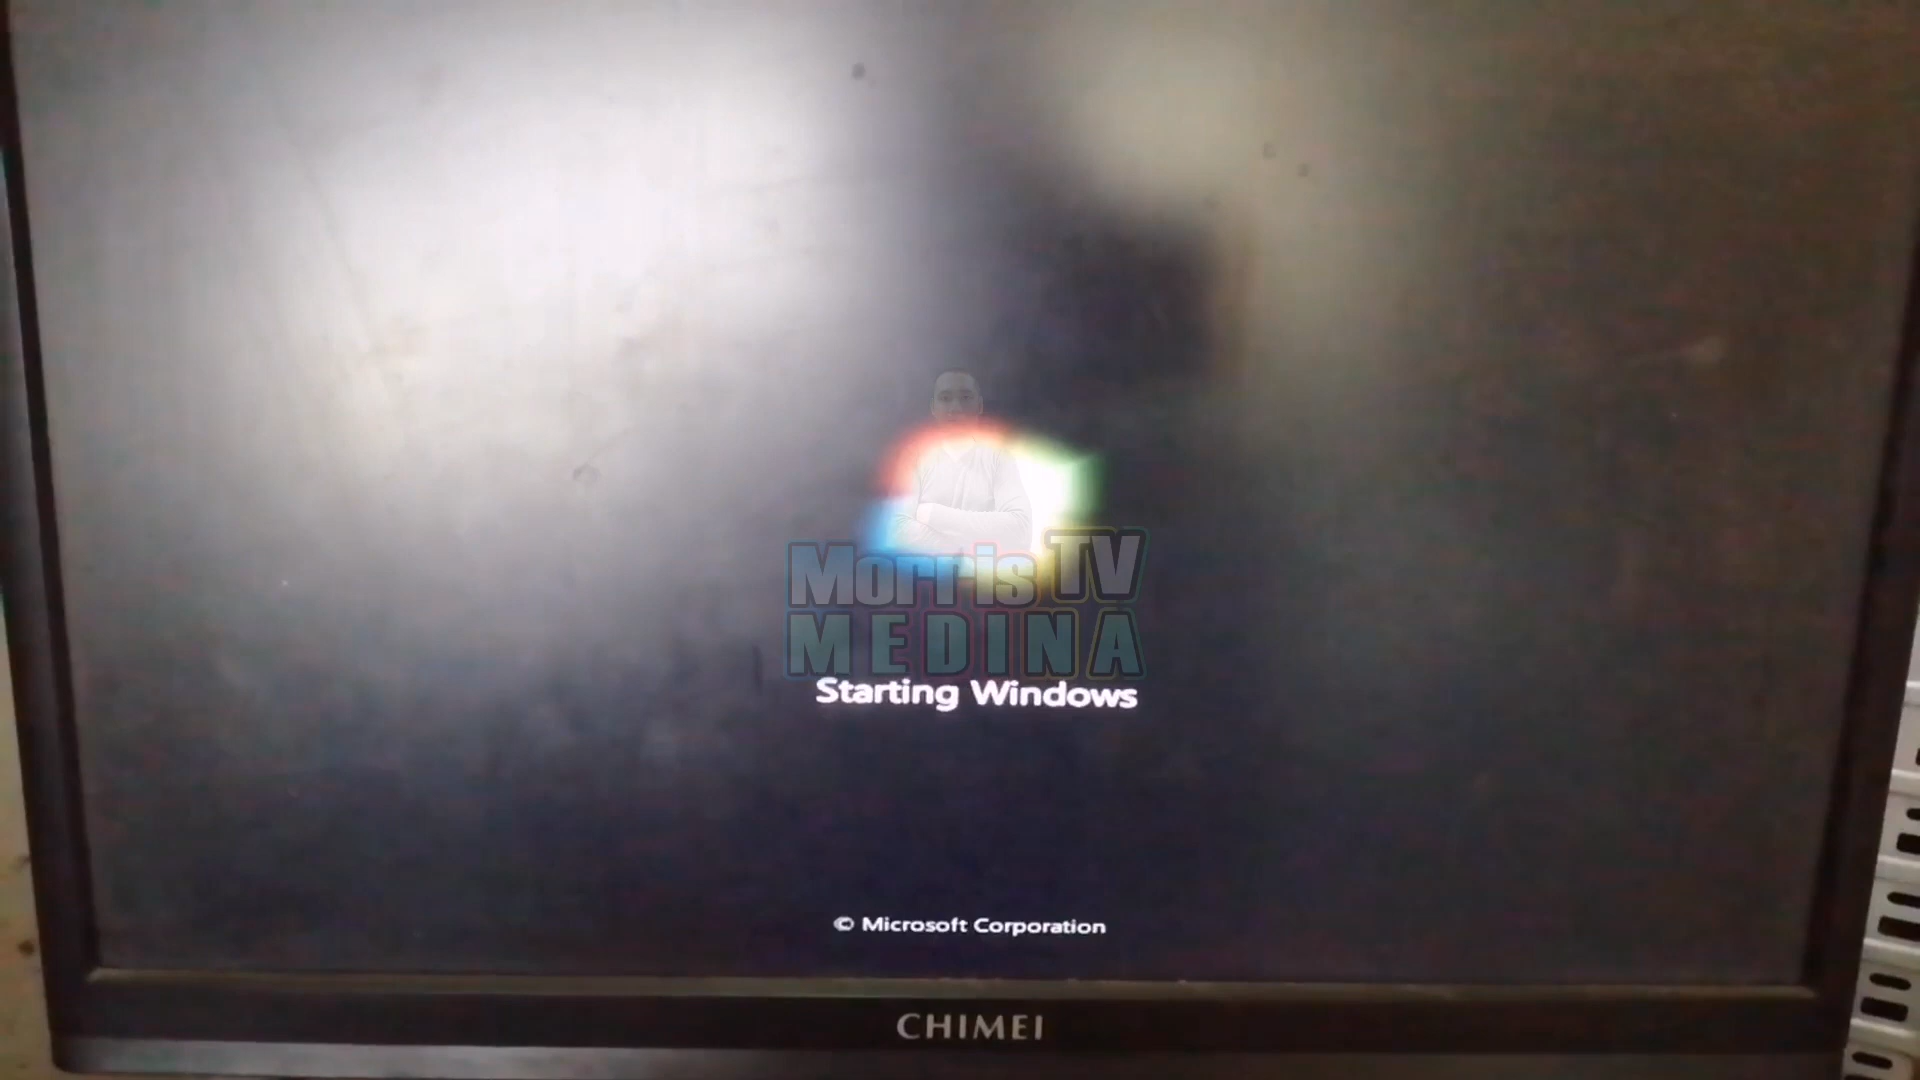 Morris TV
MEDINA
Starting Windows
© Microsoft Corporation
CHIMEI